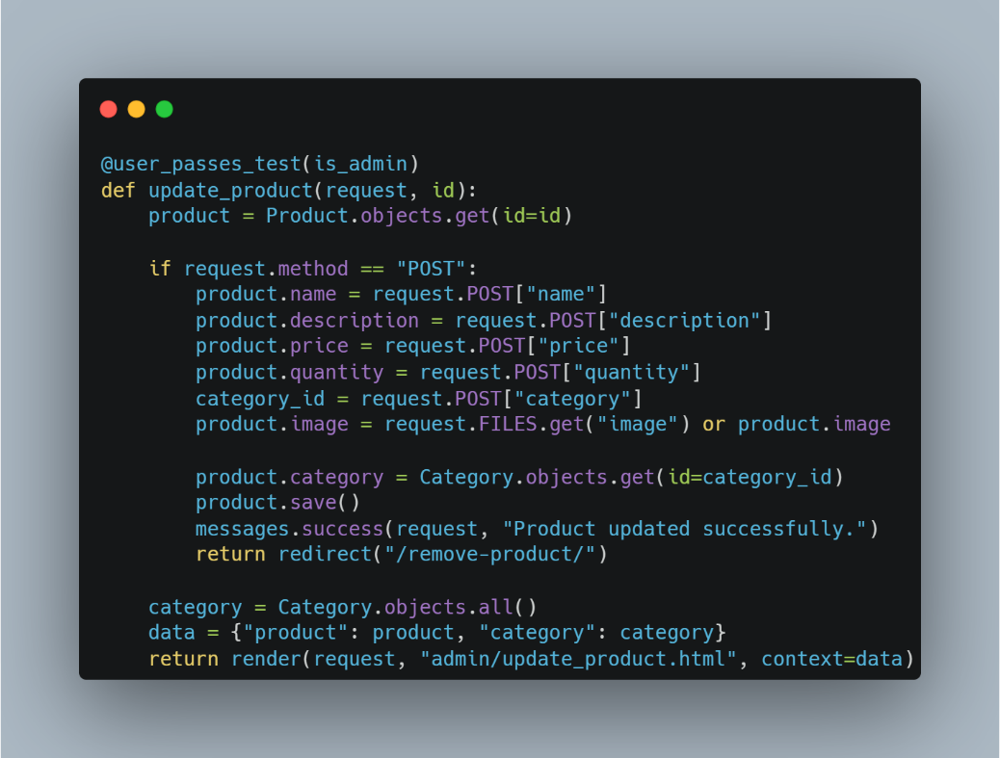 @user_passes_test(is_admin)
def update_product(request, id):
    product = Product.objects.get(id=id)

    if request.method == "POST":
        product.name = request.POST["name"]
        product.description = request.POST["description"]
        product.price = request.POST["price"]
        product.quantity = request.POST["quantity"]
        category_id = request.POST["category"]
        product.image = request.FILES.get("image") or product.image

        product.category = Category.objects.get(id=category_id)
        product.save()
        messages.success(request, "Product updated successfully.")
        return redirect("/remove-product/")

    category = Category.objects.all()
    data = {"product": product, "category": category}
    return render(request, "admin/update_product.html", context=data)